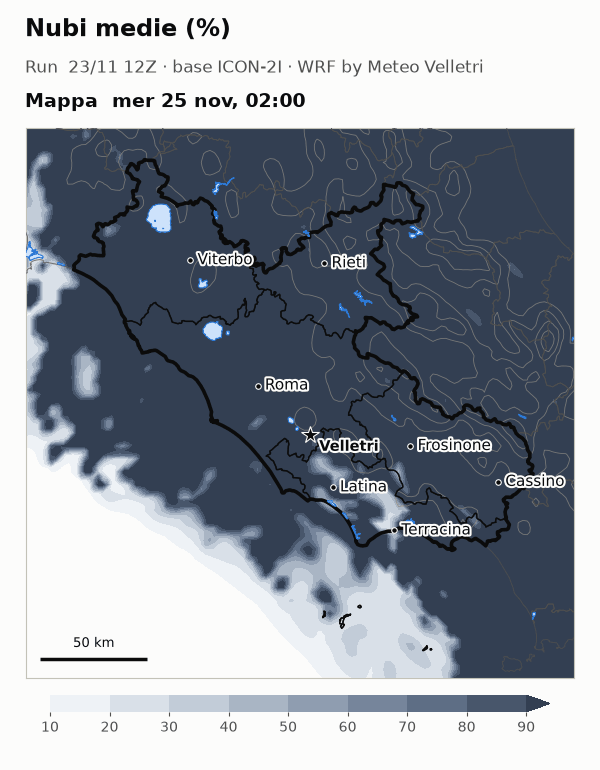 Nubi medie (%)
Run  23/11 12Z · base ICON-2I · WRF by Meteo Velletri
Mappa  mer 25 nov, 02:00
Viterbo
Rieti
Roma
Velletri
Frosinone
Latina
Cassino
Terracina
50 km
10 20 30 40 50 60 70 80 90